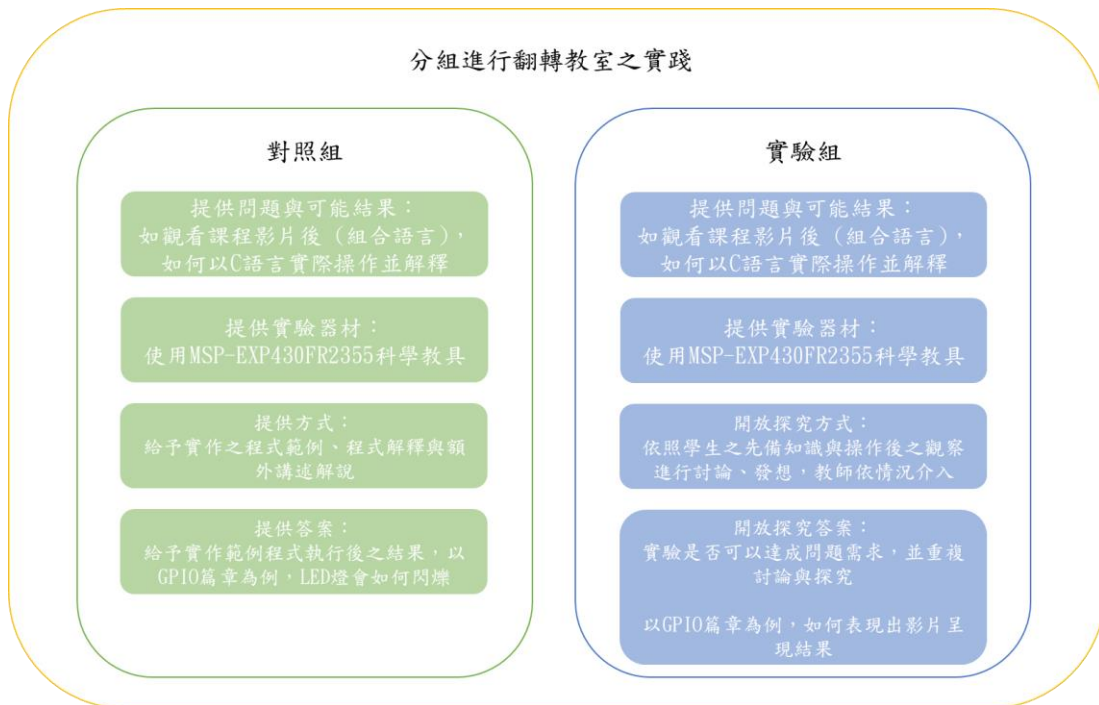 分組進行翻轉教室之實踐
對照組
提供問題與可能結果：
如觀看課程影片後（組合語言），
如何以C語言實際操作並解釋
提供實驗器材：
使用MSP-EXP430FR2355科學教具
提供方式：
給予實作之程式範例、程式解釋與額
外講述解說
提供答案：
給予實作範例程式執行後之結果，以
GPIO篇章為例，LED燈會如何閃爍
實驗組
提供問題與可能結果：
如觀看課程影片後（組合語言），
如何以C語言實際操作並解釋
提供實驗器材：
使用MSP-EXP430FR2355科學教具
開放探究方式：
依照學生之先備知識與操作後之觀察
進行討論、發想，教師依情況介入
開放探究答案：
實驗是否可以達成問題需求，並重複
討論與探究
以GPIO篇章為例，如何表現出影片呈
現結果